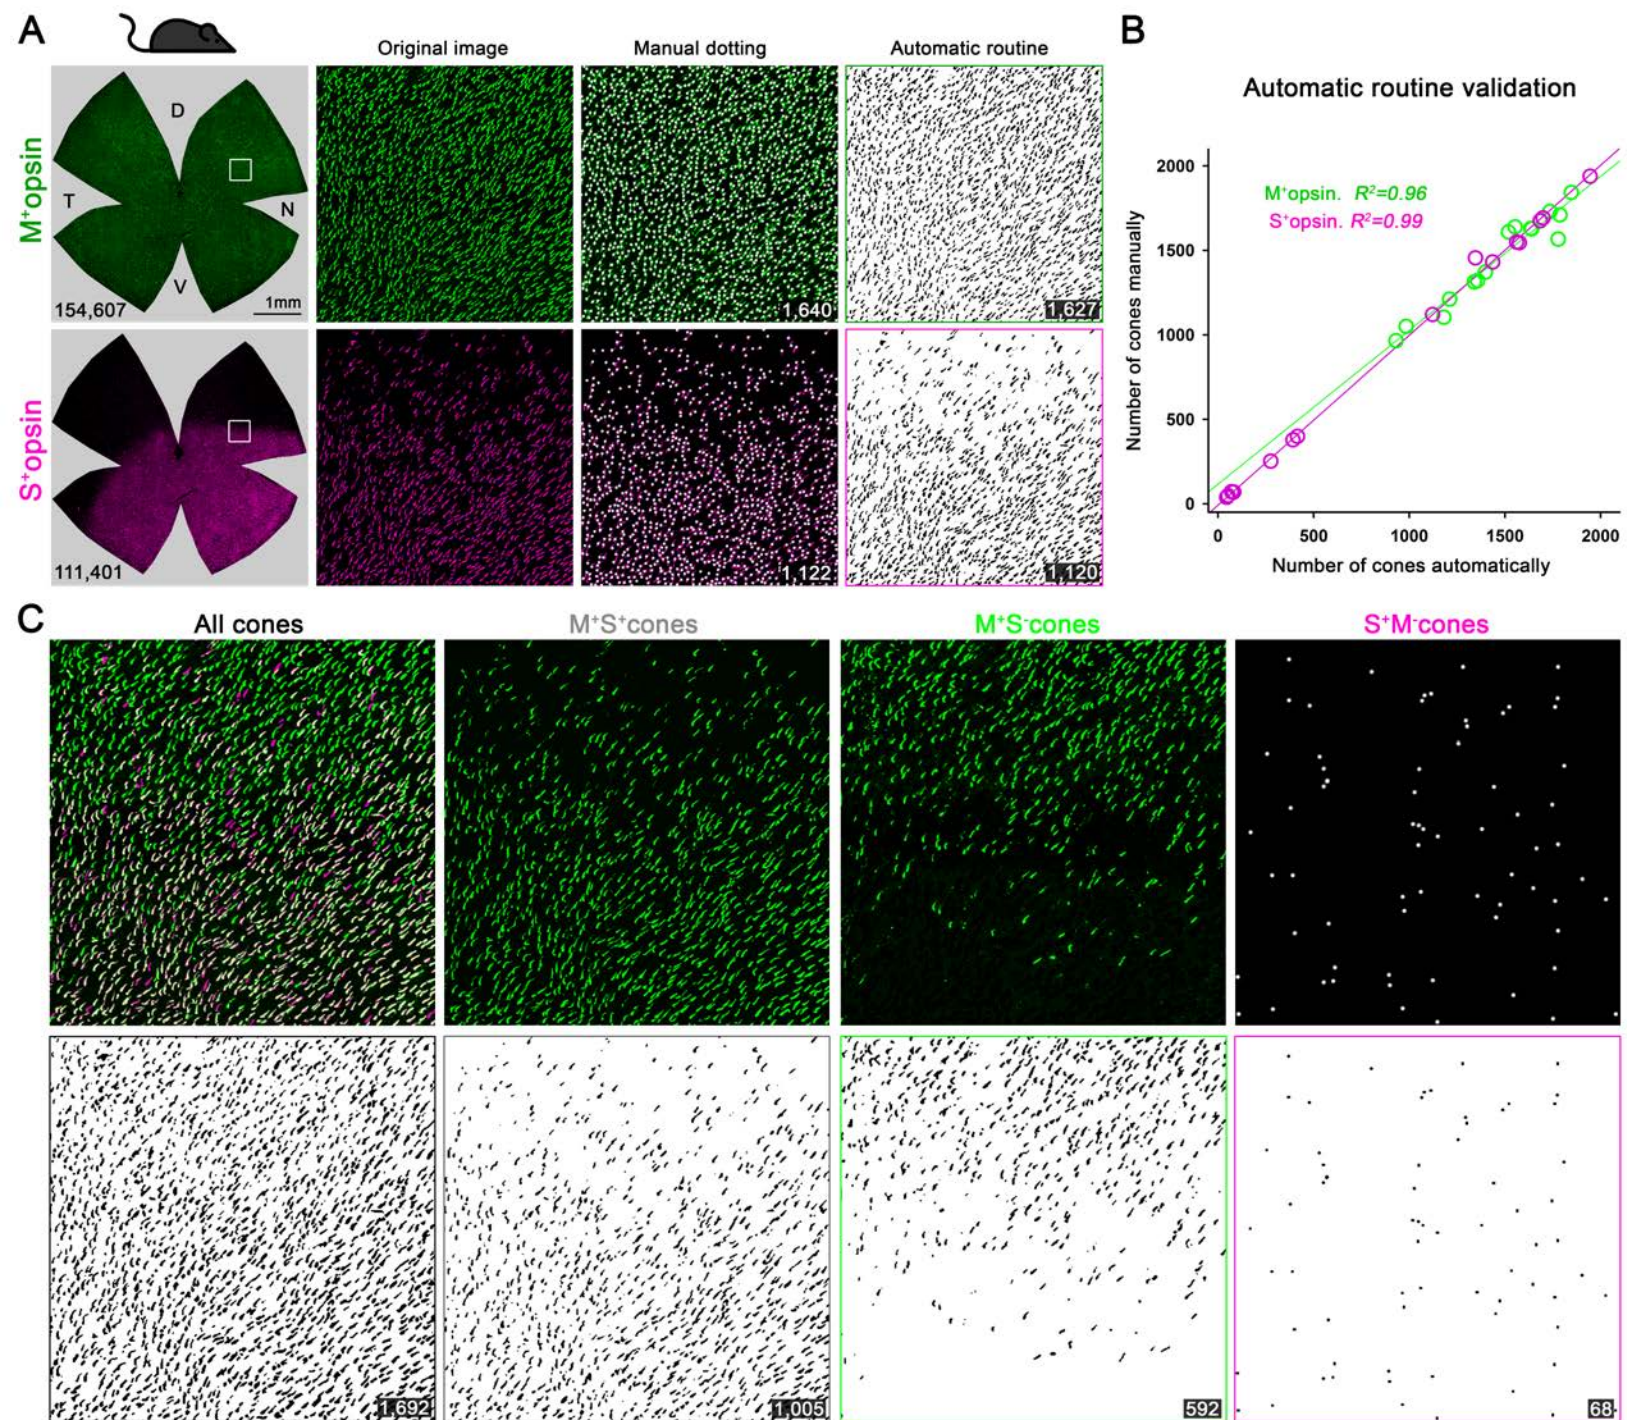 A
Original image
Manual dotting
Automatic routine
M⁺opsin
D
T
N
V
154,607
1mm
1,640
1,627
S⁺opsin
111,401
1,122
1,120
B
Automatic routine validation
M⁺opsin. R²=0.96
S⁺opsin. R²=0.99
Number of cones manually
2000
1500
1000
500
0
0 500 1000 1500 2000
Number of cones automatically
C
All cones
M⁺S⁺cones
M⁺S⁻cones
S⁺M⁻cones
1,692
1,005
592
68